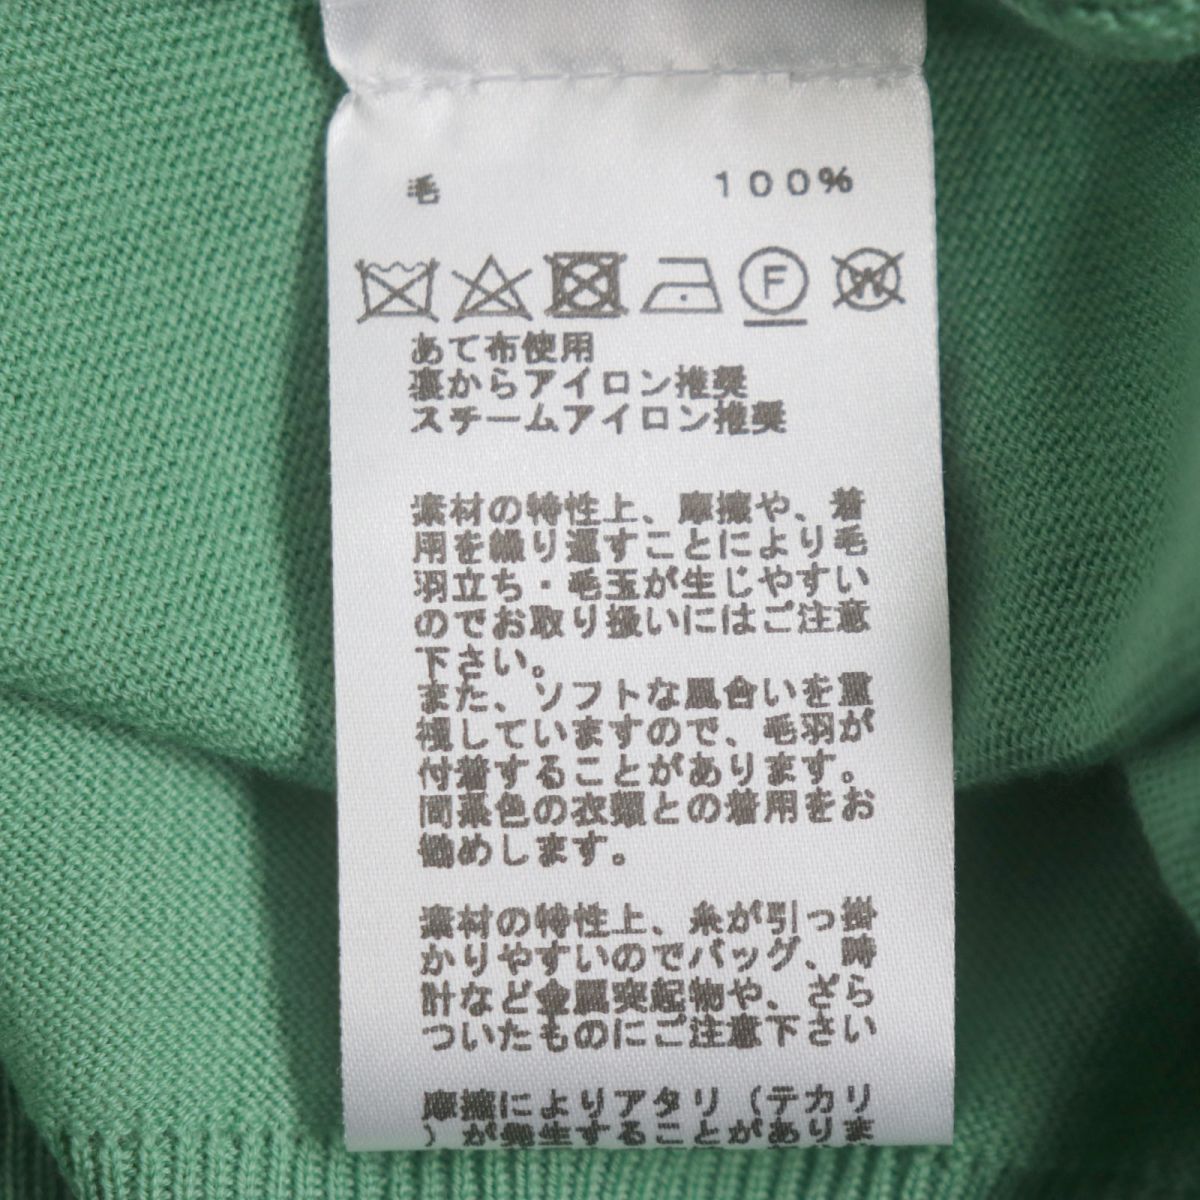 毛 100%
F
W
あて布使用
裏からアイロン推奨
スチームアイロン推奨
素材の特性上、摩擦や、着
用を繰り返すことにより毛
羽立ち・毛玉が生じやすい
のでお取り扱いにはご注意
下さい。
また、ソフトな風合いを重
視していますので、毛羽が
付着することがあります。
同系色の衣類との着用をお
勧めします。
素材の特性上、糸が引っ掛
かりやすいのでバッグ、時
計など金属突起物や、ざら
ついたものにご注意下さい
摩擦によりアタリ（テカリ
）が発生することがありま